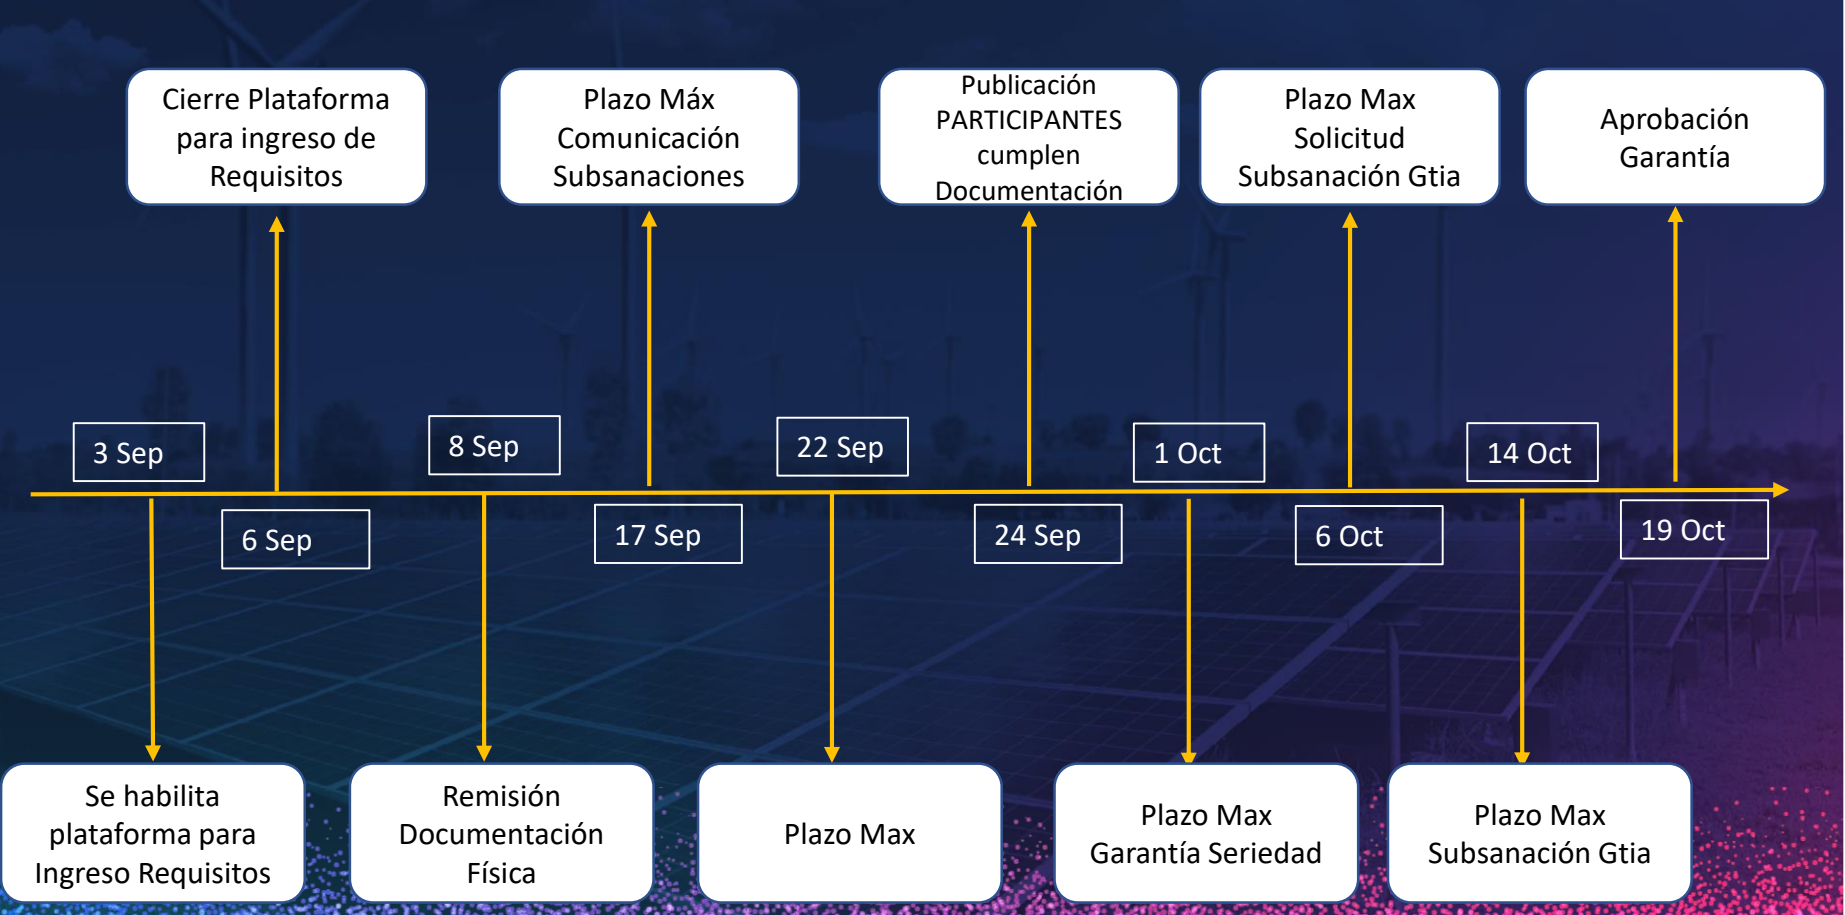 Cierre Plataforma
para ingreso de
Requisitos
Plazo Máx
Comunicación
Subsanaciones
Publicación
PARTICIPANTES
cumplen
Documentación
Plazo Max
Solicitud
Subsanación Gtia
Aprobación
Garantía
3 Sep
8 Sep
22 Sep
1 Oct
14 Oct
6 Sep
17 Sep
24 Sep
6 Oct
19 Oct
Se habilita
plataforma para
Ingreso Requisitos
Remisión
Documentación
Física
Plazo Max
Plazo Max
Garantía Seriedad
Plazo Max
Subsanación Gtia